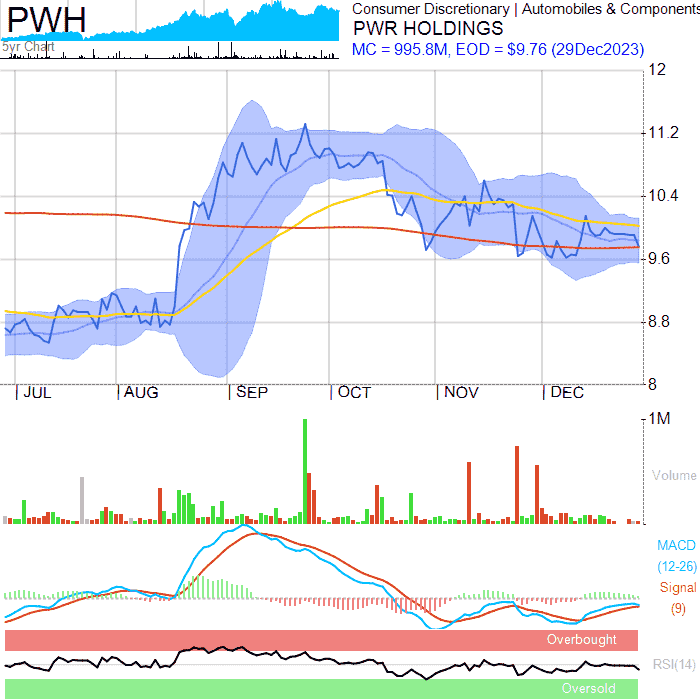 PWH
5yr Chart
Consumer Discretionary | Automobiles & Components
PWR HOLDINGS
MC = 995.8M, EOD = $9.76 (29Dec2023)
12
11.2
10.4
9.6
8.8
8
JUL AUG SEP OCT NOV DEC
1M
Volume
MACD
(12-26)
Signal
(9)
Overbought
RSI(14)
Oversold